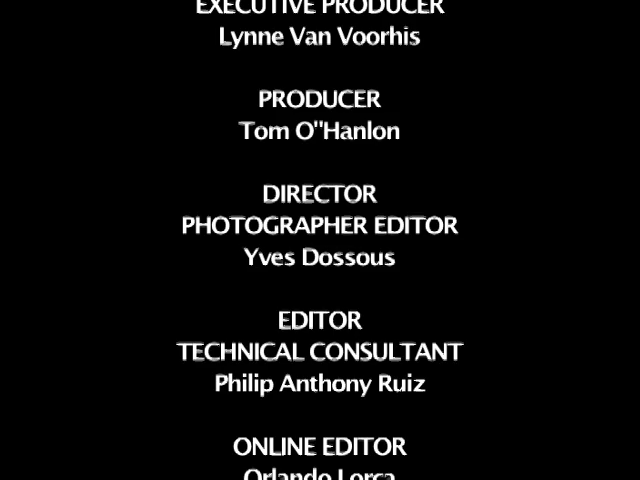 EXECUTIVE PRODUCER
Lynne Van Voorhis
PRODUCER
Tom O"Hanlon
DIRECTOR
PHOTOGRAPHER EDITOR
Yves Dossous
EDITOR
TECHNICAL CONSULTANT
Philip Anthony Ruiz
ONLINE EDITOR
Orlando Lorca